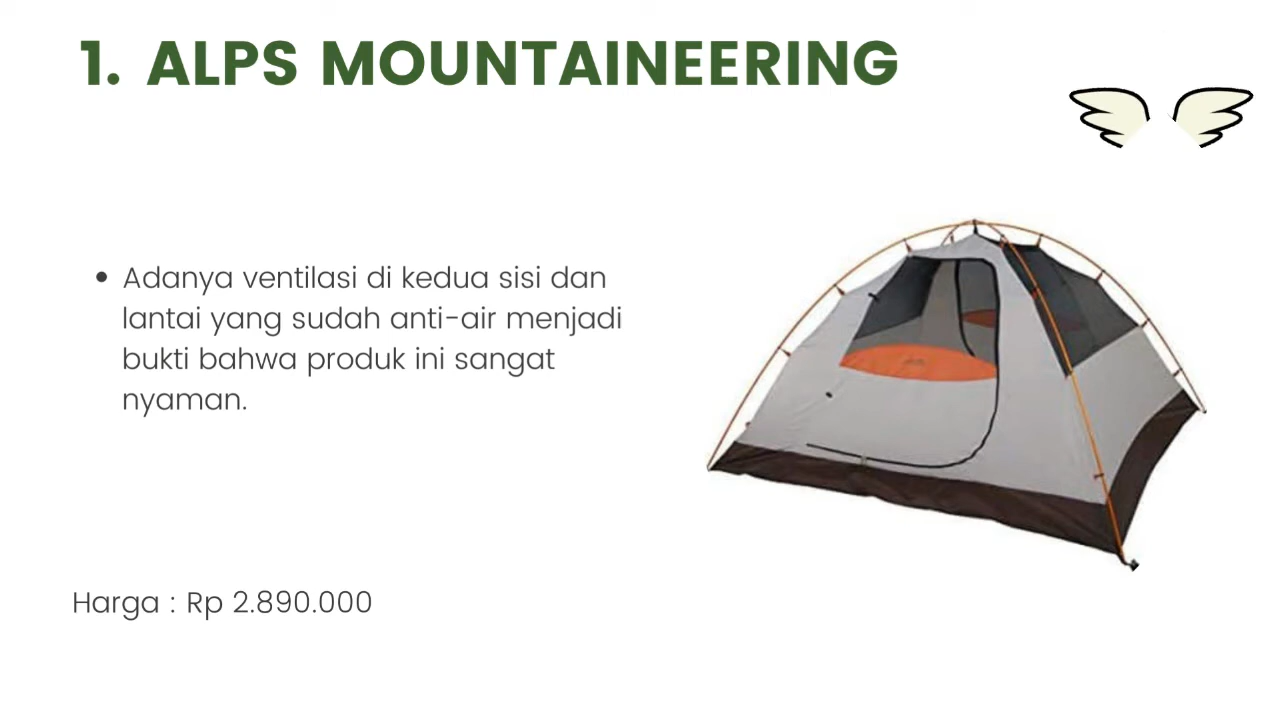 1. ALPS MOUNTAINEERING
• Adanya ventilasi di kedua sisi dan
lantai yang sudah anti-air menjadi
bukti bahwa produk ini sangat
nyaman.
Harga : Rp 2.890.000